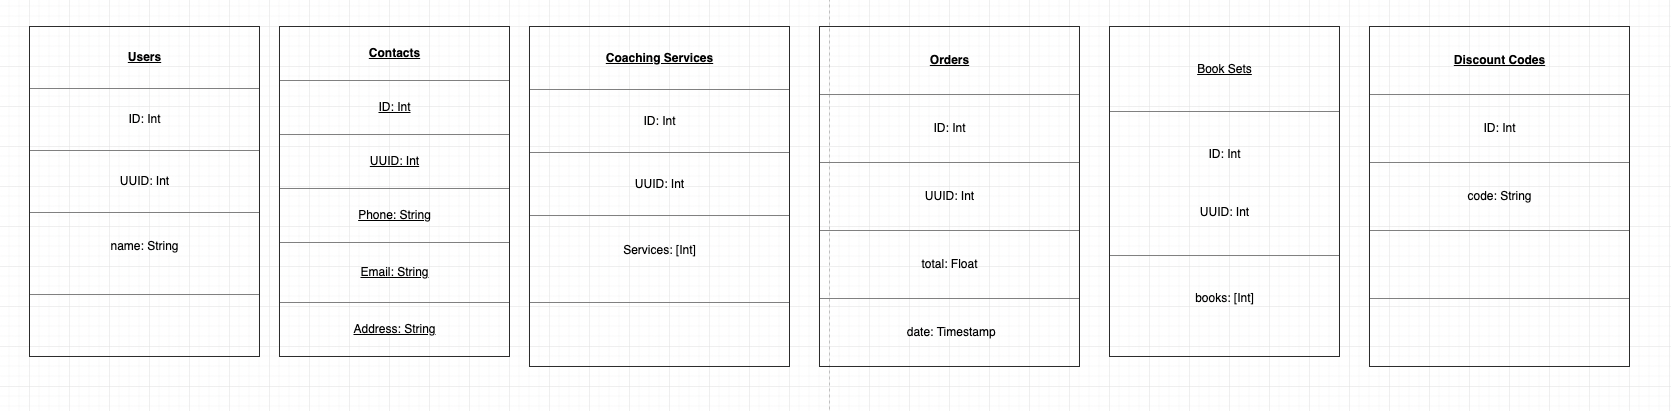 Users
ID: Int
UUID: Int
name: String
Contacts
ID: Int
UUID: Int
Phone: String
Email: String
Address: String
Coaching Services
ID: Int
UUID: Int
Services: [Int]
Orders
ID: Int
UUID: Int
total: Float
date: Timestamp
Book Sets
ID: Int
UUID: Int
books: [Int]
Discount Codes
ID: Int
code: String